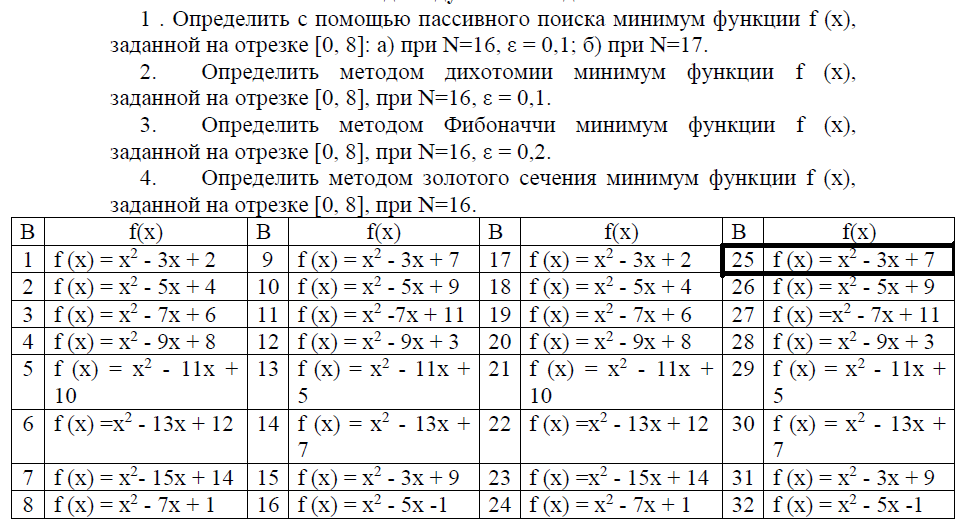 1 . Определить с помощью пассивного поиска минимум функции f (x),
заданной на отрезке [0, 8]: а) при N=16, ε = 0,1; б) при N=17.
2. Определить методом дихотомии минимум функции f (x),
заданной на отрезке [0, 8], при N=16, ε = 0,1.
3. Определить методом Фибоначчи минимум функции f (x),
заданной на отрезке [0, 8], при N=16, ε = 0,2.
4. Определить методом золотого сечения минимум функции f (x),
заданной на отрезке [0, 8], при N=16.
В f(x) В f(x) В f(x) В f(x)
1 f (x) = x² - 3x + 2 9 f (x) = x² - 3x + 7 17 f (x) = x² - 3x + 2 25 f (x) = x² - 3x + 7
2 f (x) = x² - 5x + 4 10 f (x) = x² - 5x + 9 18 f (x) = x² - 5x + 4 26 f (x) = x² - 5x + 9
3 f (x) = x² - 7x + 6 11 f (x) = x² -7x + 11 19 f (x) = x² - 7x + 6 27 f (x) =x² - 7x + 11
4 f (x) = x² - 9x + 8 12 f (x) = x² - 9x + 3 20 f (x) = x² - 9x + 8 28 f (x) = x² - 9x + 3
5 f (x) = x² - 11x + 13 f (x) = x² - 11x + 21 f (x) = x² - 11x + 29 f (x) = x² - 11x +
10 5 10 5
6 f (x) =x² - 13x + 12 14 f (x) = x² - 13x + 22 f (x) =x² - 13x + 12 30 f (x) = x² - 13x +
7 7
7 f (x) = x²- 15x + 14 15 f (x) = x² - 3x + 9 23 f (x) =x² - 15x + 14 31 f (x) = x² - 3x + 9
8 f (x) = x² - 7x + 1 16 f (x) = x² - 5x -1 24 f (x) = x² - 7x + 1 32 f (x) = x² - 5x -1